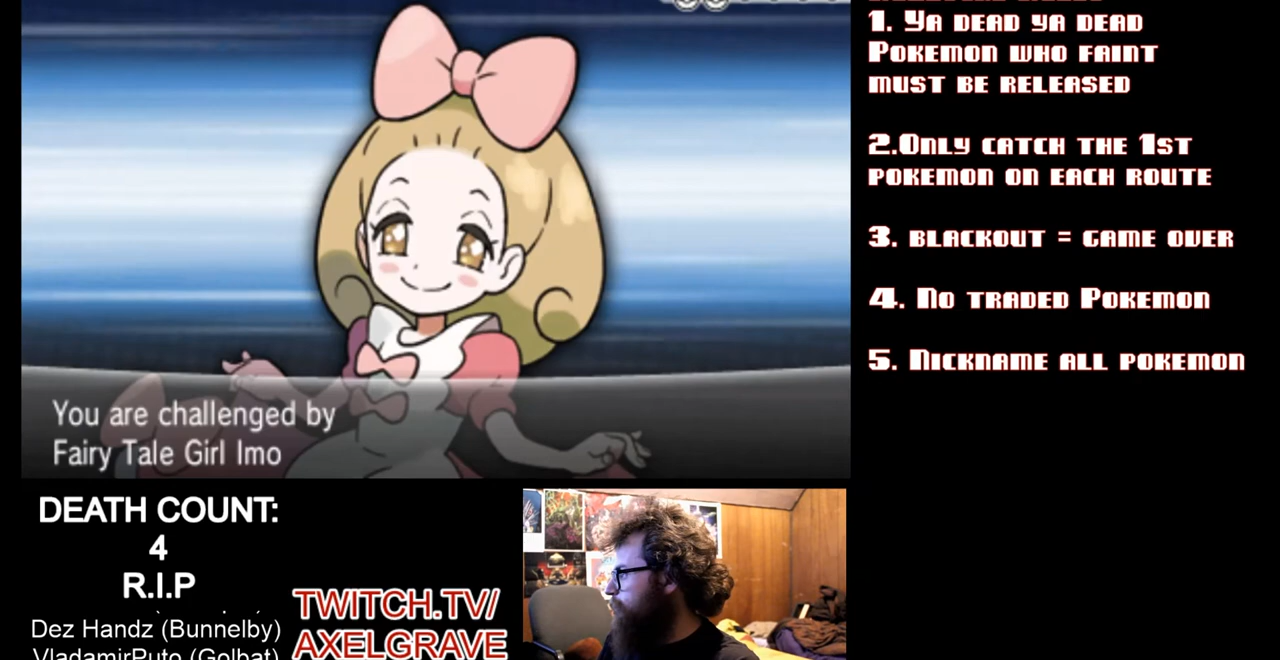 1. Ya dead ya dead
Pokemon who faint
must be released
2.Only catch the 1st
pokemon on each route
3. blackout = game over
4. No traded Pokemon
5. Nickname all pokemon
You are challenged by
Fairy Tale Girl Imo
DEATH COUNT:
4
R.I.P
Dez Handz (Bunnelby)
VladamirPuto (Golbat)
TWITCH.TV/
AXELGRAVE